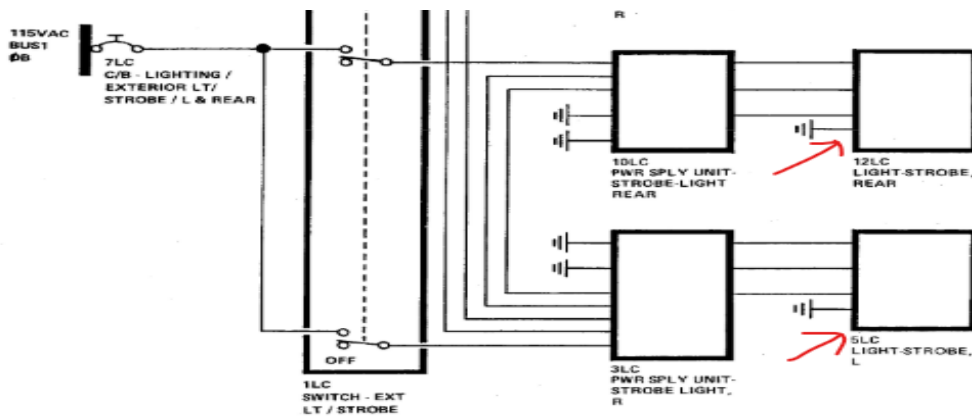 R
115VAC
BUS1
ØB
7LC
C/B - LIGHTING /
EXTERIOR LT/
STROBE / L & REAR
10LC
PWR SPLY UNIT-
STROBE-LIGHT
REAR
12LC
LIGHT-STROBE,
REAR
OFF
1LC
SWITCH - EXT
LT / STROBE
3LC
PWR SPLY UNIT-
STROBE LIGHT,
R
5LC
LIGHT-STROBE,
L